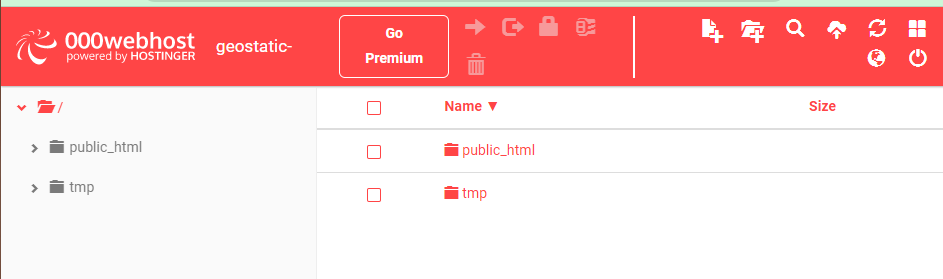 000webhost
powered by HOSTINGER
geostatic-
Go
Premium
/
public_html
tmp
Name ▼ Size
public_html
tmp